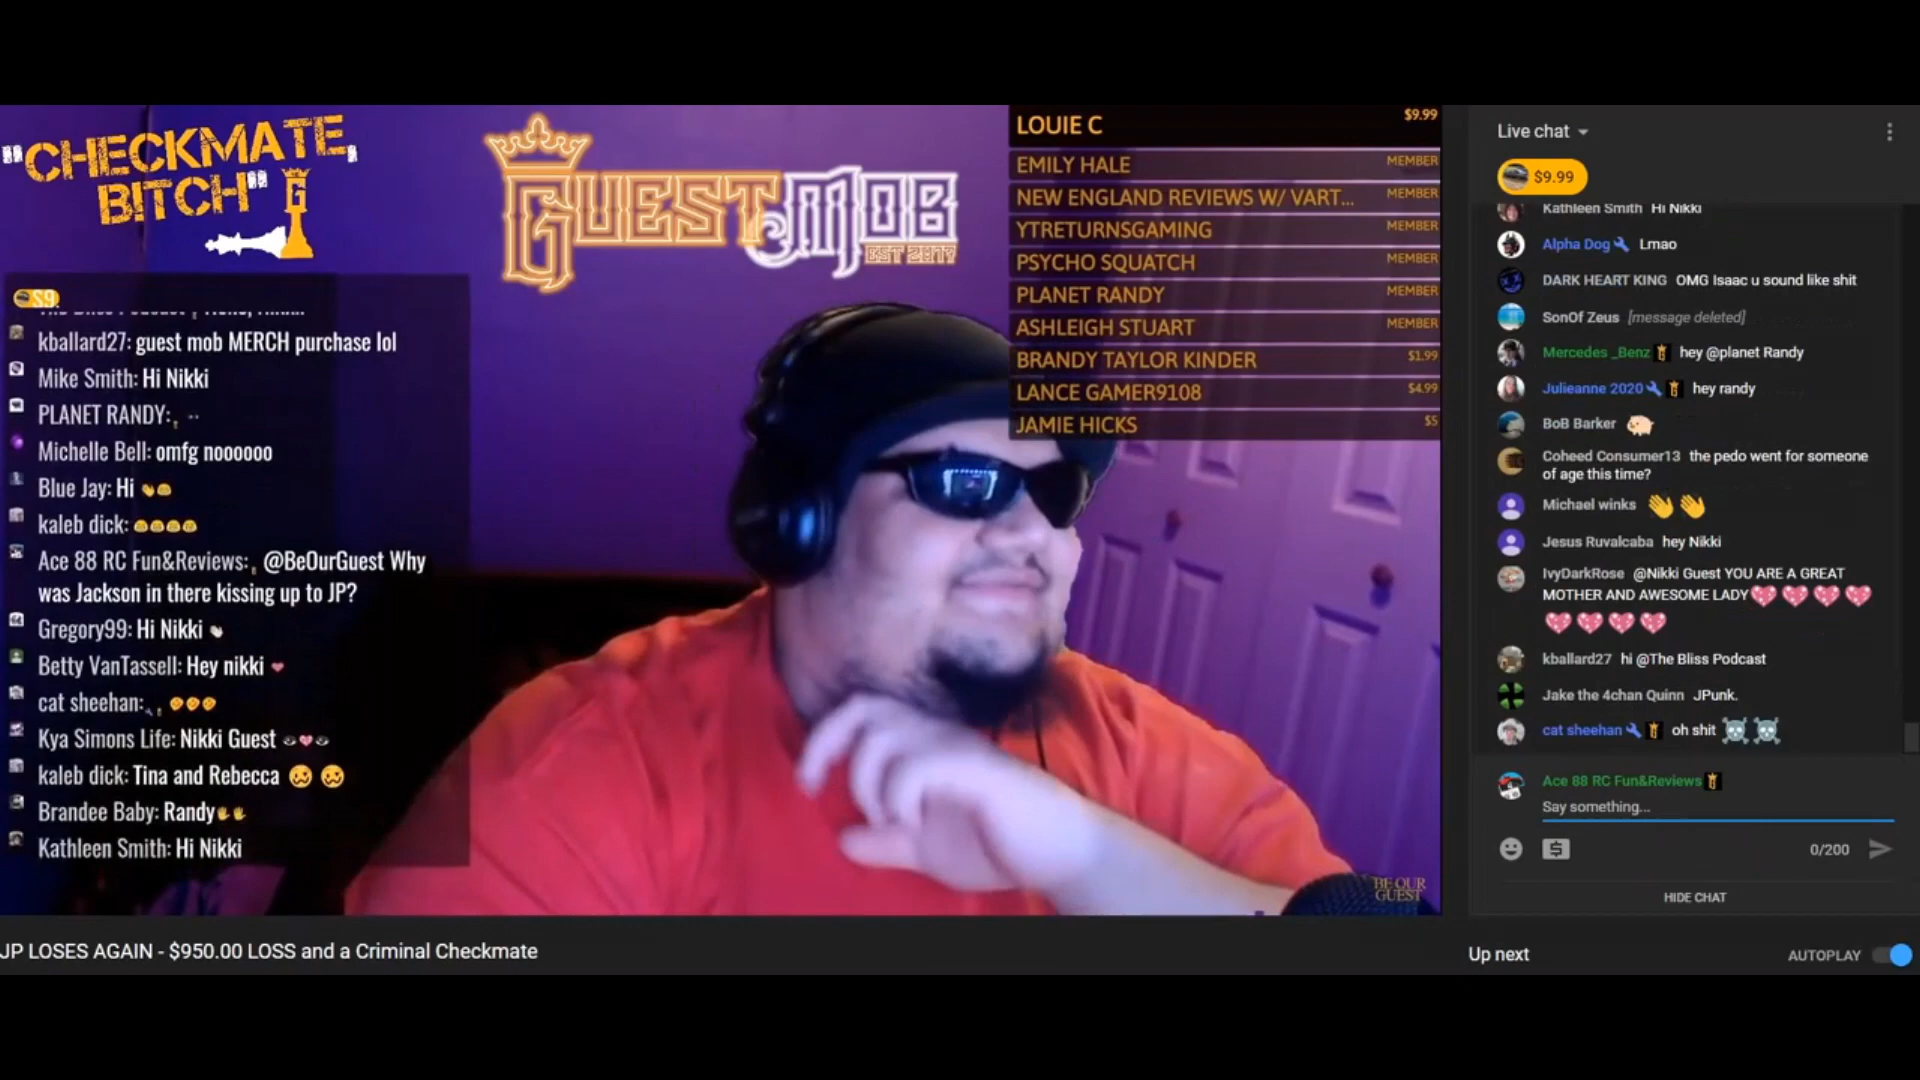 "CHECKMATE,
BITCH"
G
GUEST MOB
EST 2017
LOUIE C $9.99
EMILY HALE MEMBER
NEW ENGLAND REVIEWS W/ VART... MEMBER
YTRETURNSGAMING MEMBER
PSYCHO SQUATCH MEMBER
PLANET RANDY MEMBER
ASHLEIGH STUART MEMBER
BRANDY TAYLOR KINDER $1.99
LANCE GAMER9108 $4.99
JAMIE HICKS $5
$9.
kballard27: guest mob MERCH purchase lol
Mike Smith: Hi Nikki
PLANET RANDY:
Michelle Bell: omfg noooooo
Blue Jay: Hi 👋
kaleb dick:
Ace 88 RC Fun&Reviews: @BeOurGuest Why
was Jackson in there kissing up to JP?
Gregory99: Hi Nikki
Betty VanTassell: Hey nikki
cat sheehan:
Kya Simons Life: Nikki Guest
kaleb dick: Tina and Rebecca
Brandee Baby: Randy
Kathleen Smith: Hi Nikki
BE OUR
GUEST
JP LOSES AGAIN - $950.00 LOSS and a Criminal Checkmate
Live chat
$9.99
Kathleen Smith Hi Nikki
Alpha Dog Lmao
DARK HEART KING OMG Isaac u sound like shit
SonOf Zeus [message deleted]
Mercedes _Benz hey @planet Randy
Julieanne 2020 hey randy
BoB Barker
Coheed Consumer13 the pedo went for someone
of age this time?
Michael winks
Jesus Ruvalcaba hey Nikki
IvyDarkRose @Nikki Guest YOU ARE A GREAT
MOTHER AND AWESOME LADY
kballard27 hi @The Bliss Podcast
Jake the 4chan Quinn JPunk.
cat sheehan oh shit
Ace 88 RC Fun&Reviews
Say something...
0/200
HIDE CHAT
Up next
AUTOPLAY